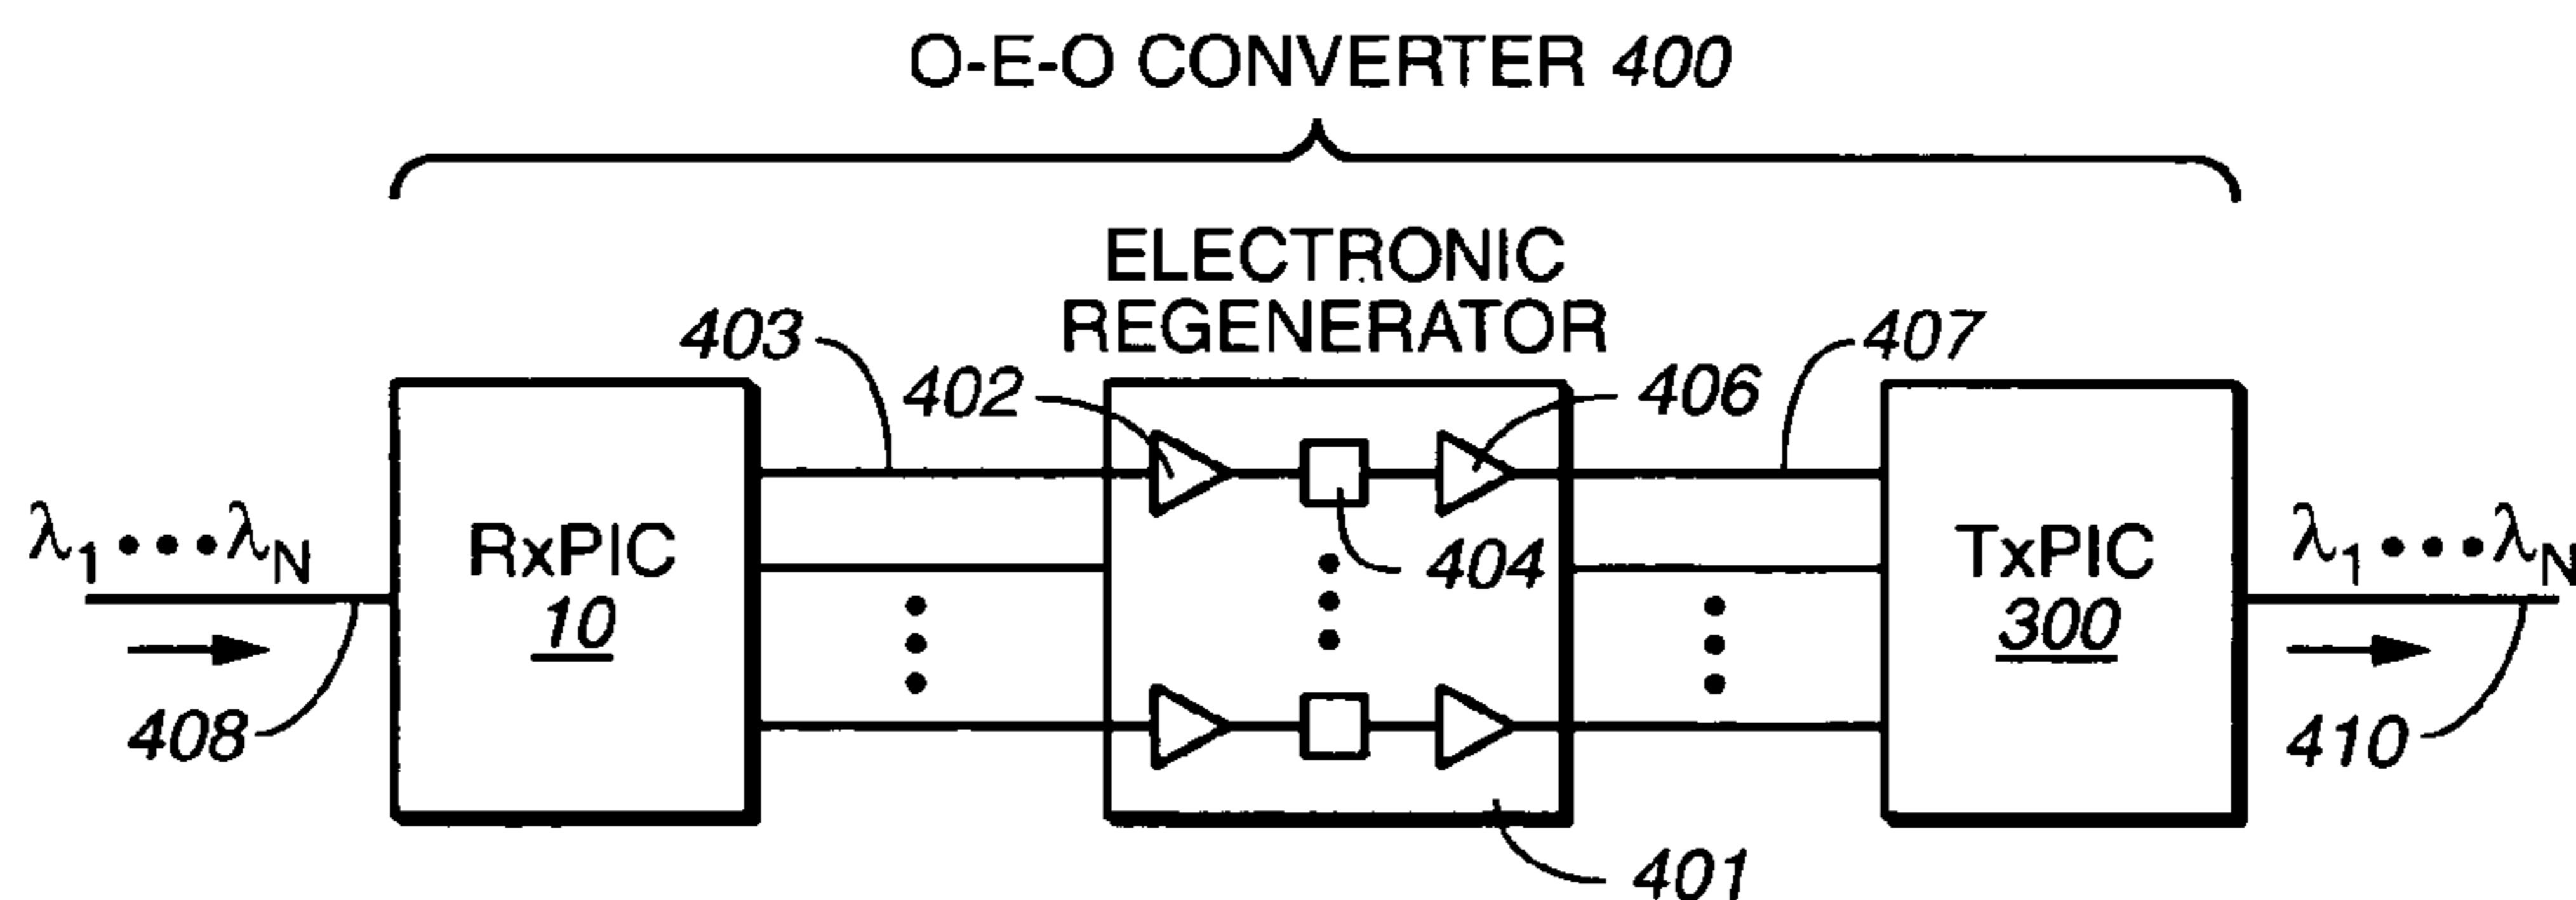 O-E-O CONVERTER 400
ELECTRONIC
REGENERATOR
403
402
406
407
λ1•••λN
RxPIC
10
404
TxPIC
300
λ1•••λN
408
401
410